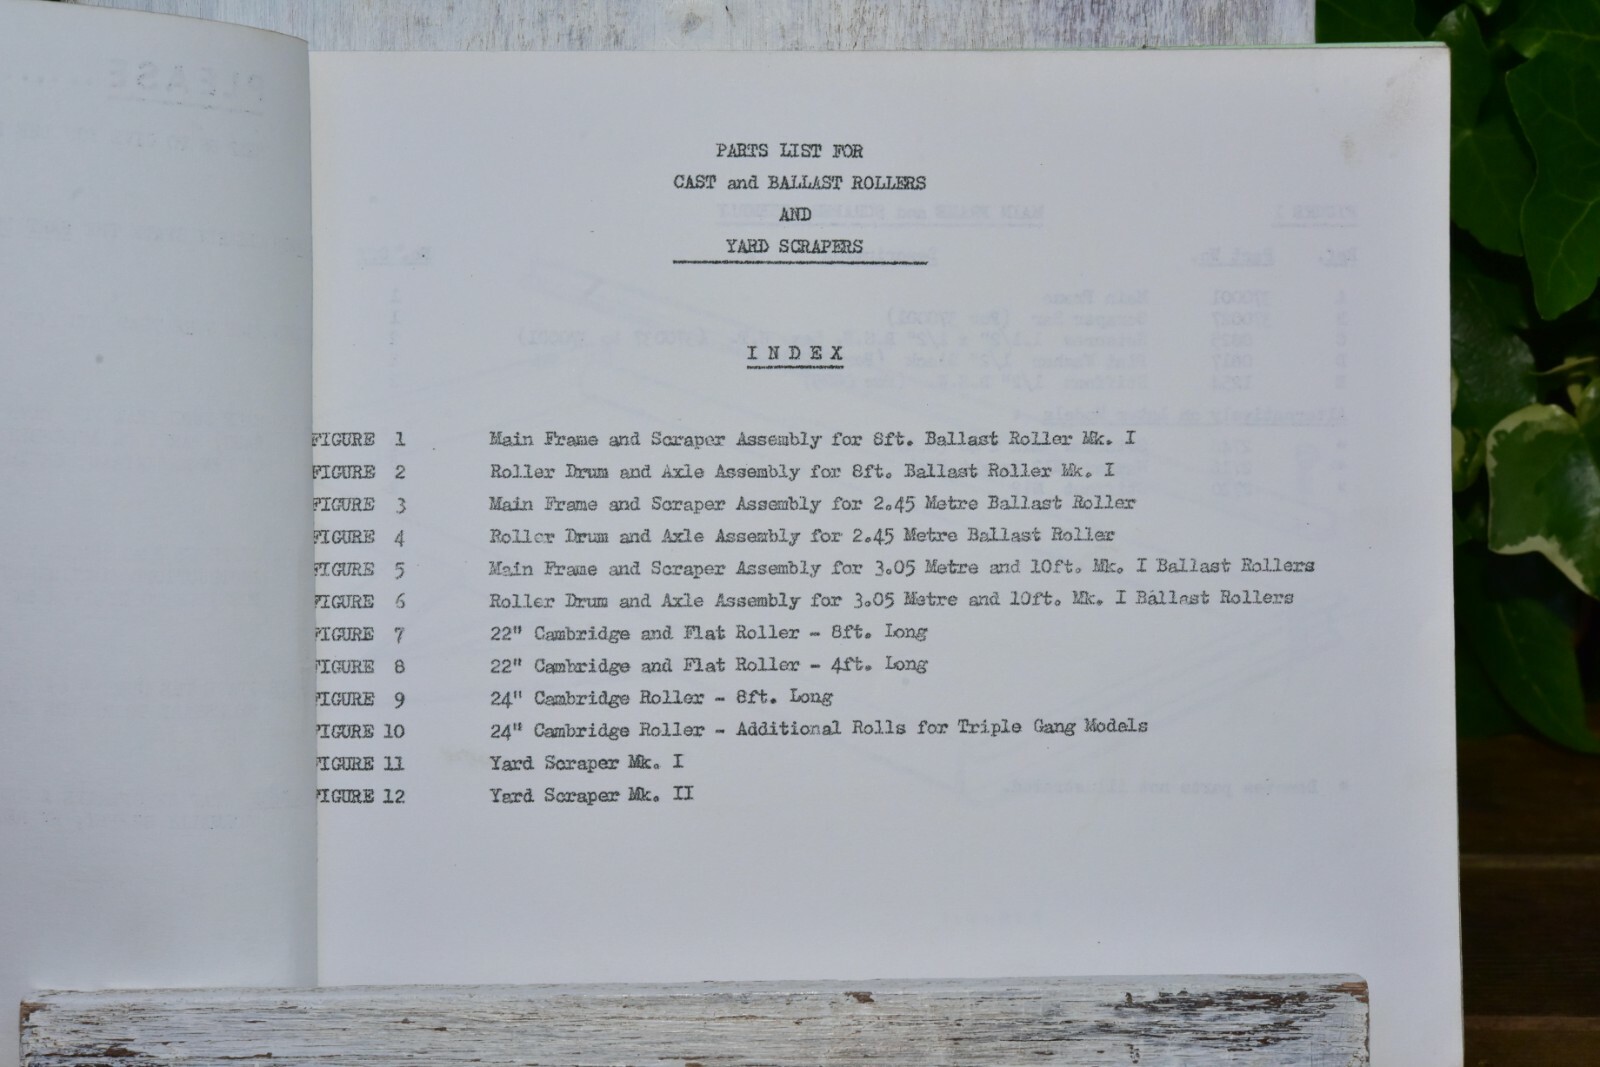 PARTS LIST FOR
CAST and BALLAST ROLLERS
AND
YARD SCRAPERS
INDEX
FIGURE 1 Main Frame and Scraper Assembly for 8ft. Ballast Roller Mk. I
FIGURE 2 Roller Drum and Axle Assembly for 8ft. Ballast Roller Mk. I
FIGURE 3 Main Frame and Scraper Assembly for 2.45 Metre Ballast Roller
FIGURE 4 Roller Drum and Axle Assembly for 2.45 Metre Ballast Roller
FIGURE 5 Main Frame and Scraper Assembly for 3.05 Metre and 10ft. Mk. I Ballast Rollers
FIGURE 6 Roller Drum and Axle Assembly for 3.05 Metre and 10ft. Mk. I Ballast Rollers
FIGURE 7 22" Cambridge and Flat Roller - 8ft. Long
FIGURE 8 22" Cambridge and Flat Roller - 4ft. Long
FIGURE 9 24" Cambridge Roller - 8ft. Long
FIGURE 10 24" Cambridge Roller - Additional Rolls for Triple Gang Models
FIGURE 11 Yard Scraper Mk. I
FIGURE 12 Yard Scraper Mk. II